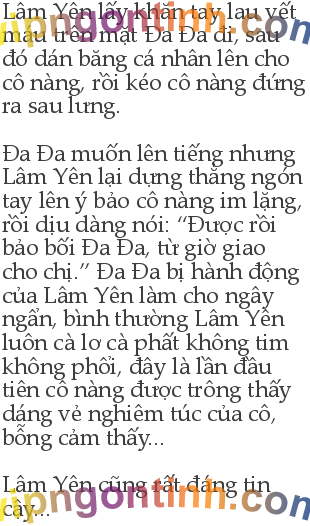 Lâm Yên lấy khăn tay lau vết
máu trên mặt Đa Đa đi, sau
đó dán băng cá nhân lên cho
cô nàng, rồi kéo cô nàng đứng
ra sau lưng.
Đa Đa muốn lên tiếng nhưng
Lâm Yên lại dựng thẳng ngón
tay lên ý bảo cô nàng im lặng,
rồi dịu dàng nói: “Được rồi
bảo bối Đa Đa, từ giờ giao
cho chị.” Đa Đa bị hành động
của Lâm Yên làm cho ngây
ngẩn, bình thường Lâm Yên
luôn cà lơ cà phất không tim
không phổi, đây là lần đầu
tiên cô nàng được trông thấy
dáng vẻ nghiêm túc của cô,
bỗng cảm thấy...
Lâm Yên cũng rất đáng tin
cậy...
vipngontinh.com